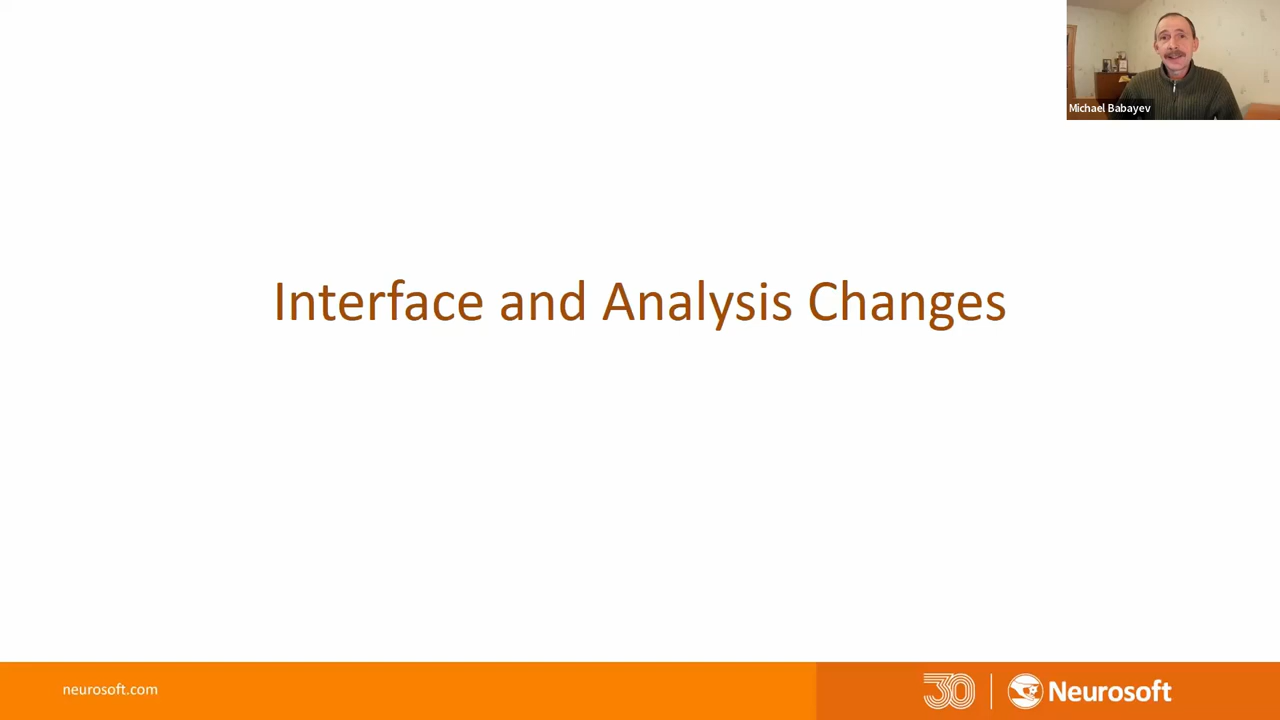 Michael Babayev
Interface and Analysis Changes
neurosoft.com
30
Neurosoft